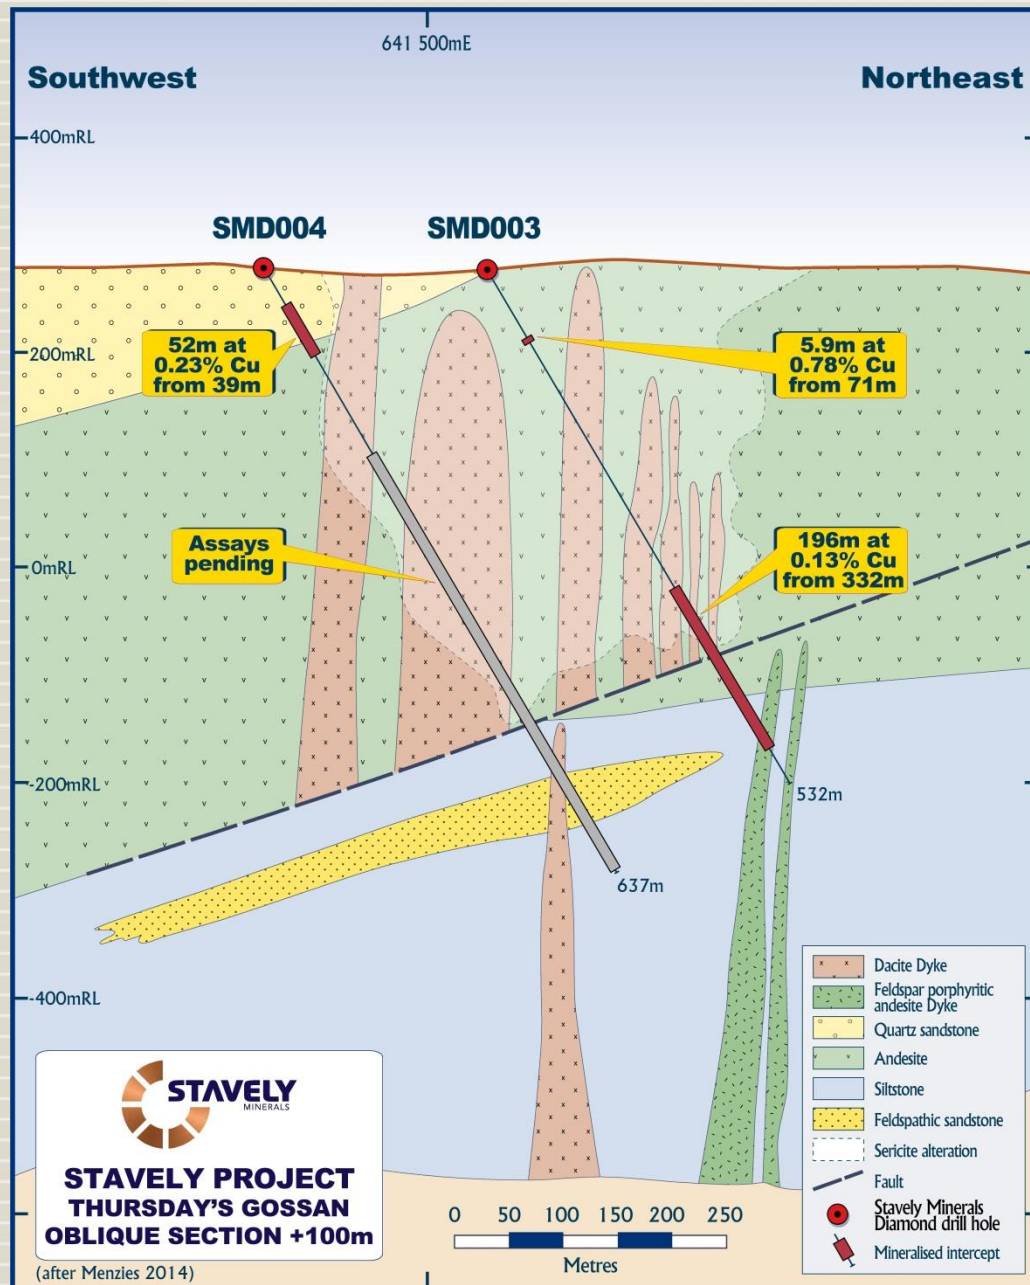 641 500mE
Southwest
Northeast
400mRL
SMD004
SMD003
200mRL
52m at
0.23% Cu
from 39m
5.9m at
0.78% Cu
from 71m
Assays
pending
0mRL
196m at
0.13% Cu
from 332m
-200mRL
532m
637m
-400mRL
Dacite Dyke
Feldspar porphyritic
andesite Dyke
Quartz sandstone
Andesite
Siltstone
Feldspathic sandstone
Sericite alteration
Fault
Stavely Minerals
Diamond drill hole
Mineralised intercept
STAVELY
MINERALS
STAVELY PROJECT
THURSDAY'S GOSSAN
OBLIQUE SECTION +100m
(after Menzies 2014)
0 50 100 150 200 250
Metres